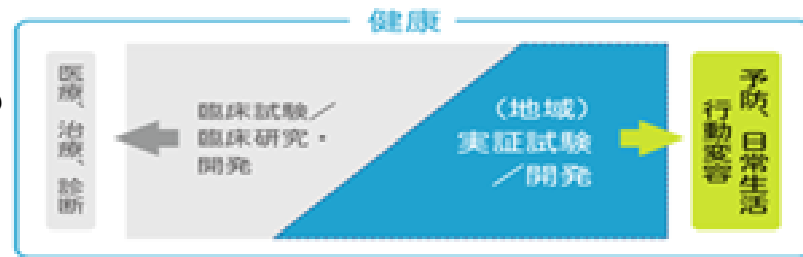 健康
医療、治療、診断
臨床試験／
臨床研究・
開発
（地域）
実証試験
／開発
予防、日常生活
行動変容